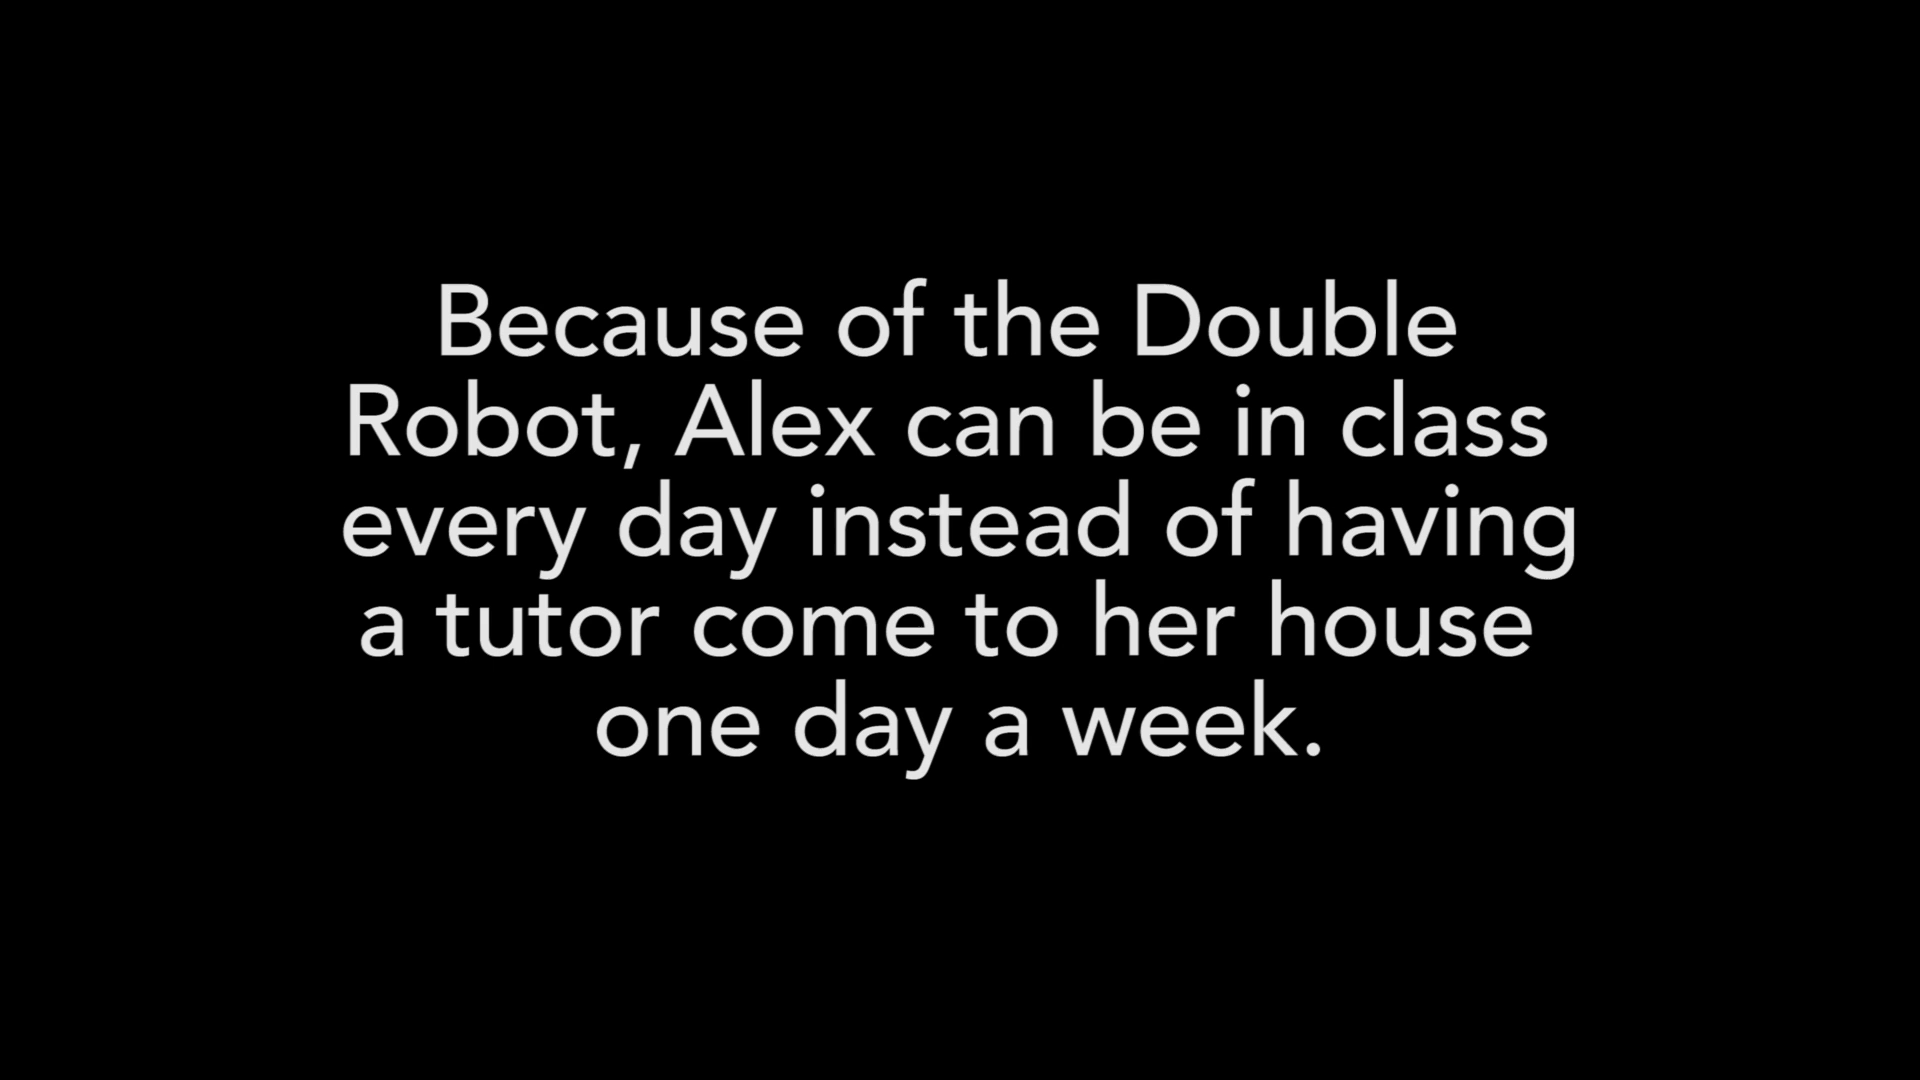 Because of the Double
Robot, Alex can be in class
every day instead of having
a tutor come to her house
one day a week.